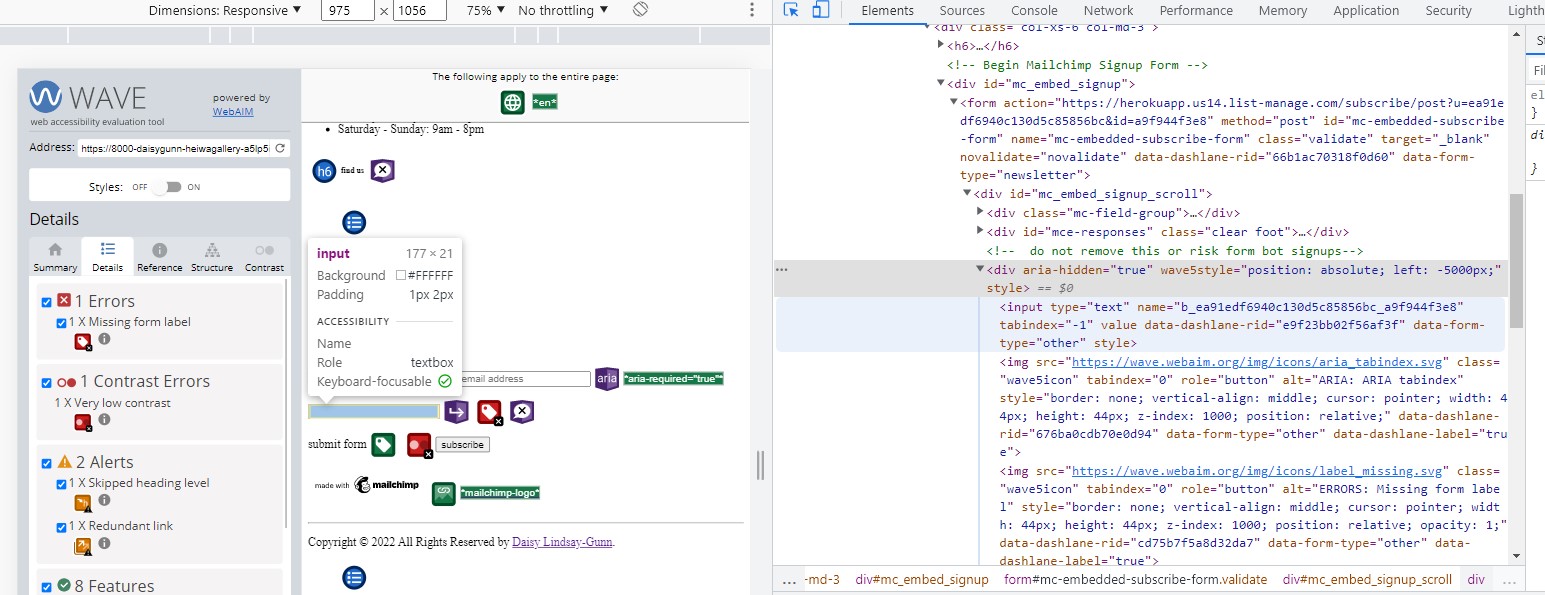 Dimensions: Responsive ▼ 975 × 1056 75% ▼ No throttling ▼
Elements Sources Console Network Performance Memory Application Security Lighth
WAVE
powered by
WebAIM
web accessibility evaluation tool
Address: https://8000-daisygunn-heiwagallery-a5lp5i
Styles: OFF ON
Details
Summary Details Reference Structure Contrast
1 Errors
1 X Missing form label
1 Contrast Errors
1 X Very low contrast
2 Alerts
1 X Skipped heading level
1 X Redundant link
8 Features
The following apply to the entire page:
*en*
• Saturday - Sunday: 9am - 8pm
h6 find us
input 177 × 21
Background #FFFFFF
Padding 1px 2px
ACCESSIBILITY
Name
Role textbox
Keyboard-focusable
email address aria *aria-required="true"*
submit form subscribe
made with mailchimp *mailchimp-logo*
Copyright © 2022 All Rights Reserved by Daisy Lindsay-Gunn.
<div class="col-xs-6 col-md-3">
<h6>…</h6>
<!-- Begin Mailchimp Signup Form -->
<div id="mc_embed_signup">
<form action="https://herokuapp.us14.list-manage.com/subscribe/post?u=ea91e
df6940c130d5c85856bc&id=a9f944f3e8" method="post" id="mc-embedded-subscribe
-form" name="mc-embedded-subscribe-form" class="validate" target="_blank"
novalidate="novalidate" data-dashlane-rid="66b1ac70318f0d60" data-form-
type="newsletter">
<div id="mc_embed_signup_scroll">
<div class="mc-field-group">…</div>
<div id="mce-responses" class="clear foot">…</div>
<!-- do not remove this or risk form bot signups-->
<div aria-hidden="true" wave5style="position: absolute; left: -5000px;"
style> == $0
<input type="text" name="b_ea91edf6940c130d5c85856bc_a9f944f3e8"
tabindex="-1" value data-dashlane-rid="e9f23bb02f56af3f" data-form-
type="other" style>
<img src="https://wave.webaim.org/img/icons/aria_tabindex.svg" class=
"wave5icon" tabindex="0" role="button" alt="ARIA: ARIA tabindex"
style="border: none; vertical-align: middle; cursor: pointer; width: 4
4px; height: 44px; z-index: 1000; position: relative;" data-dashlane-
rid="676ba0cdb70e0d94" data-form-type="other" data-dashlane-label="tru
e">
<img src="https://wave.webaim.org/img/icons/label_missing.svg" class=
"wave5icon" tabindex="0" role="button" alt="ERRORS: Missing form labe
l" style="border: none; vertical-align: middle; cursor: pointer; widt
h: 44px; height: 44px; z-index: 1000; position: relative; opacity: 1;"
data-dashlane-rid="cd75b7f5a8d32da7" data-form-type="other" data-
dashlane-label="true">
… -md-3 div#mc_embed_signup form#mc-embedded-subscribe-form.validate div#mc_embed_signup_scroll div …
St
Fil
el
}
di
}